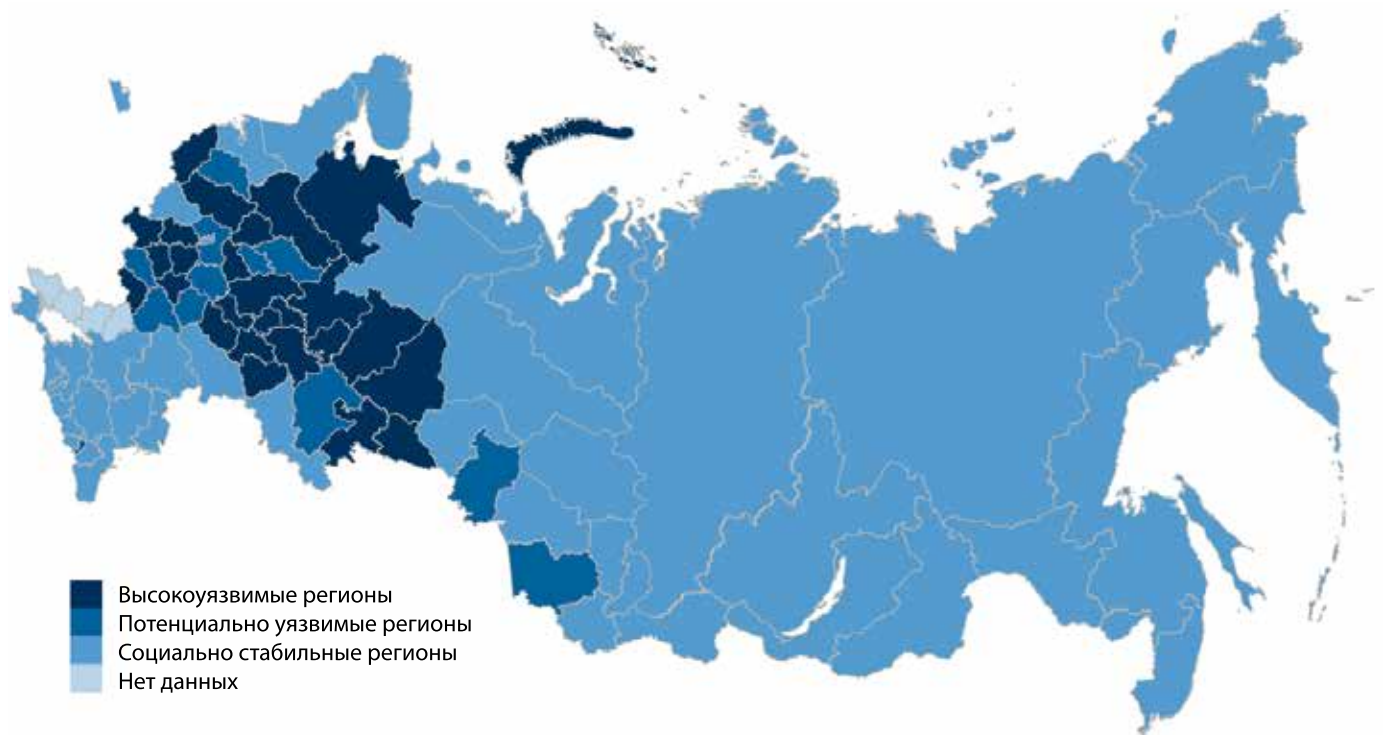 Высокоуязвимые регионы
Потенциально уязвимые регионы
Социально стабильные регионы
Нет данных